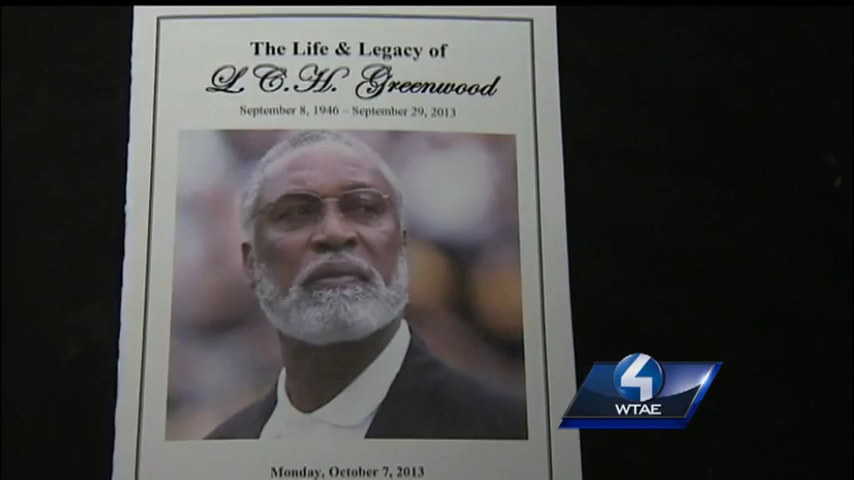 The Life & Legacy of
L. C. H. Greenwood
September 8, 1946 – September 29, 2013
Monday, October 7, 2013
4
WTAE